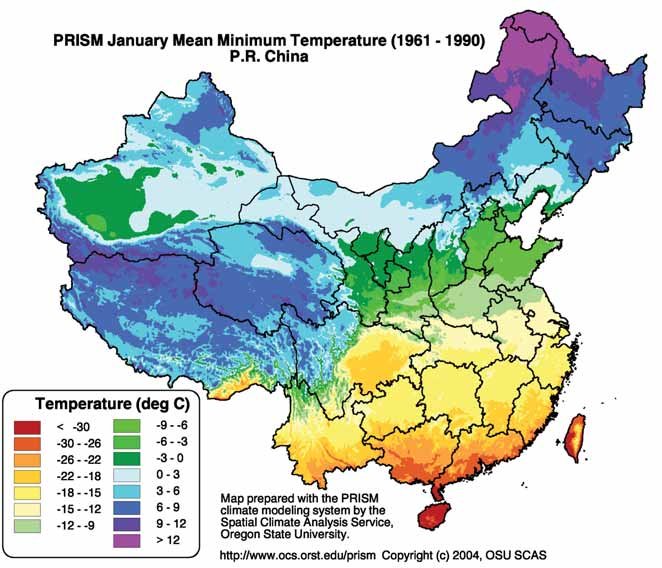 PRISM January Mean Minimum Temperature (1961 - 1990)
P.R. China
Temperature (deg C)
< -30
-30 - -26
-26 - -22
-22 - -18
-18 - -15
-15 - -12
-12 - -9
-9 - -6
-6 - -3
-3 - 0
0 - 3
3 - 6
6 - 9
9 - 12
> 12
Map prepared with the PRISM
climate modeling system by the
Spatial Climate Analysis Service,
Oregon State University.
http://www.ocs.orst.edu/prism Copyright (c) 2004, OSU SCAS